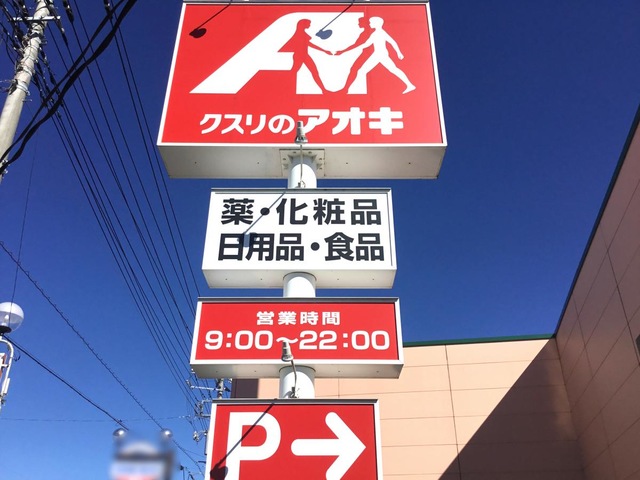 クスリのアオキ
薬・化粧品
日用品・食品
営業時間
9:00～22:00
P→